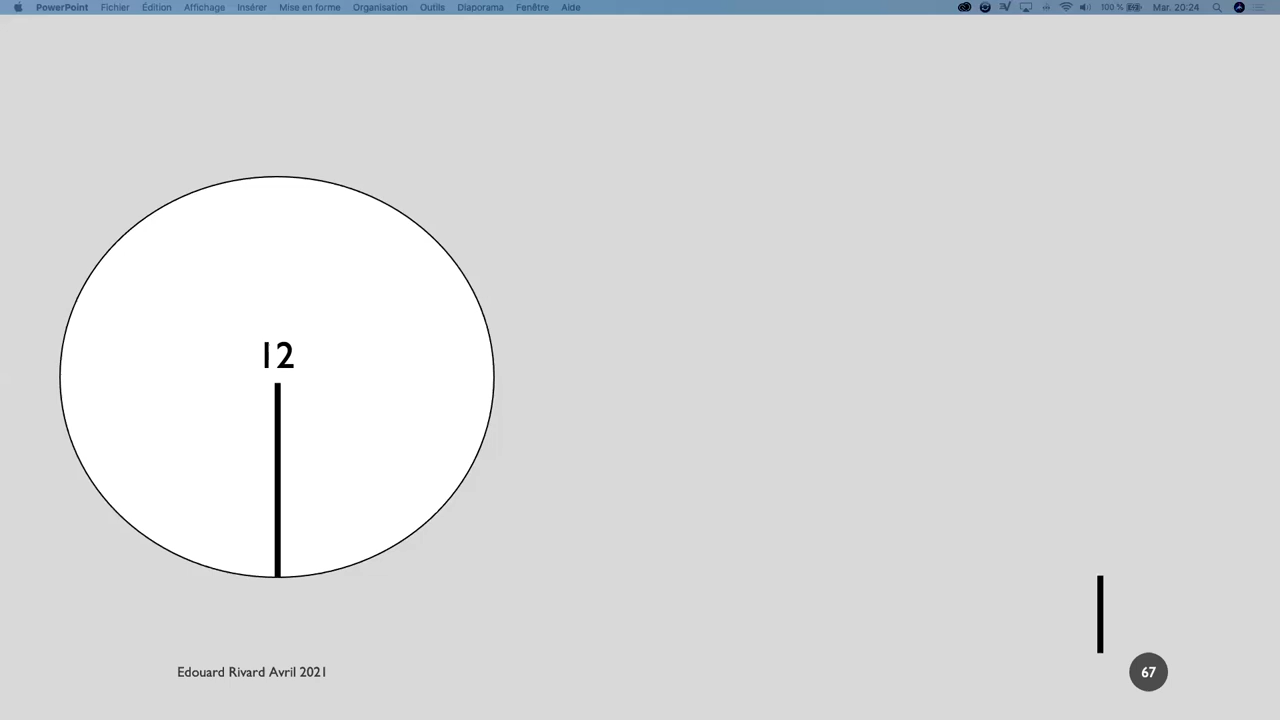 PowerPoint Fichier Édition Affichage Insérer Mise en forme Organisation Outils Diaporama Fenêtre Aide 100 % Mar. 20:24
12
Edouard Rivard Avril 2021
67